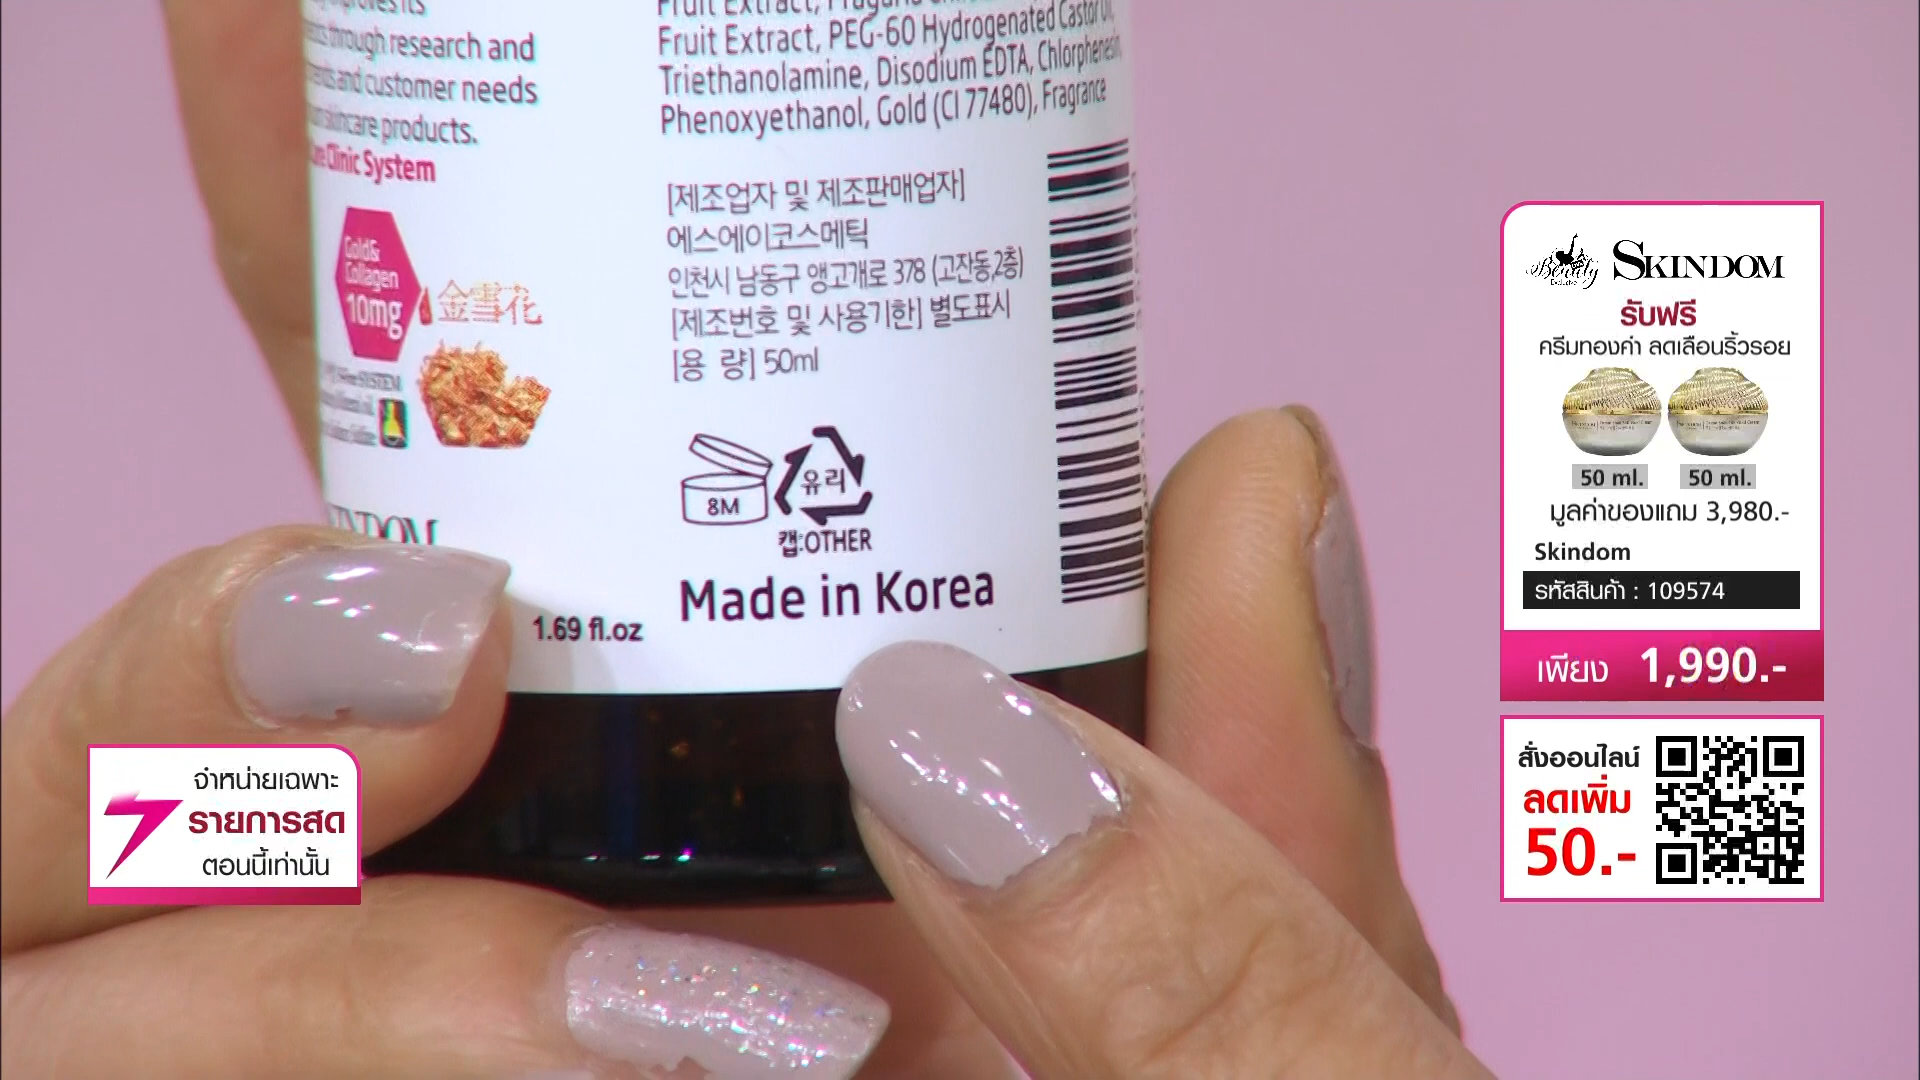 through research and
and customer needs
skincare products.
Clinic System
Gold&
Collagen
10mg
金雪花
SYSTEM
SKINDOM
1.69 fl.oz
Fruit Extract,
Fruit Extract, PEG-60 Hydrogenated Castor Oil,
Triethanolamine, Disodium EDTA, Chlorphenesin,
Phenoxyethanol, Gold (CI 77480), Fragrance
[제조업자 및 제조판매업자]
에스에이코스메틱
인천시 남동구 앵고개로 378 (고잔동,2층)
[제조번호 및 사용기한] 별도표시
[용 량] 50ml
8M
유리
캡:OTHER
Made in Korea
จำหน่ายเฉพาะ
รายการสด
ตอนนี้เท่านั้น
Beauty
SKINDOM
รับฟรี
ครีมทองคำ ลดเลือนริ้วรอย
50 ml. 50 ml.
มูลค่าของแถม 3,980.-
Skindom
รหัสสินค้า : 109574
เพียง 1,990.-
สั่งออนไลน์
ลดเพิ่ม
50.-